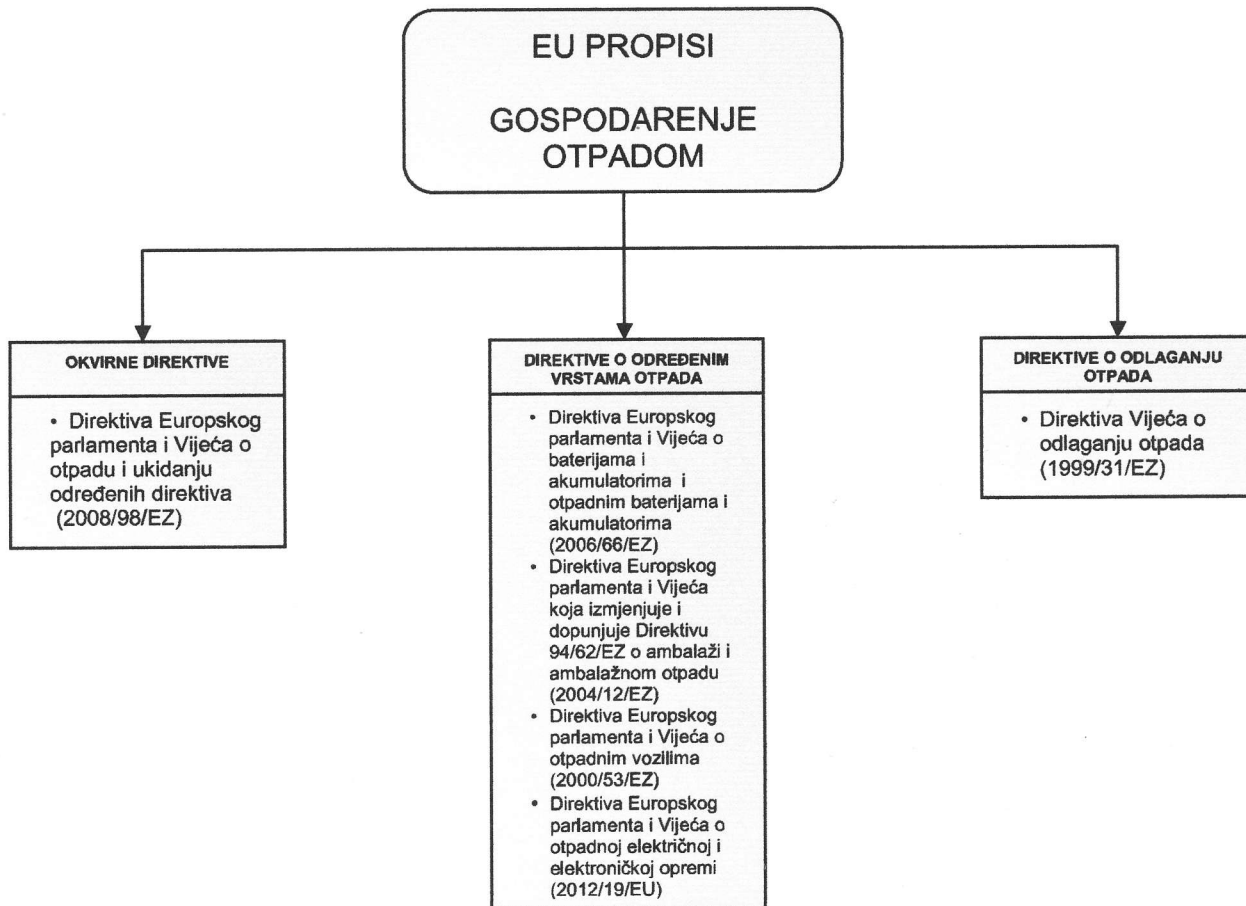 EU PROPISI
GOSPODARENJE
OTPADOM
OKVIRNE DIREKTIVE
• Direktiva Europskog
parlamenta i Vijeća o
otpadu i ukidanju
određenih direktiva
(2008/98/EZ)
DIREKTIVE O ODREĐENIM
VRSTAMA OTPADA
• Direktiva Europskog
parlamenta i Vijeća o
baterijama i
akumulatorima i
otpadnim baterijama i
akumulatorima
(2006/66/EZ)
• Direktiva Europskog
parlamenta i Vijeća
koja izmjenjuje i
dopunjuje Direktivu
94/62/EZ o ambalaži i
ambalažnom otpadu
(2004/12/EZ)
• Direktiva Europskog
parlamenta i Vijeća o
otpadnim vozilima
(2000/53/EZ)
• Direktiva Europskog
parlamenta i Vijeća o
otpadnoj električnoj i
elektroničkoj opremi
(2012/19/EU)
DIREKTIVE O ODLAGANJU
OTPADA
• Direktiva Vijeća o
odlaganju otpada
(1999/31/EZ)